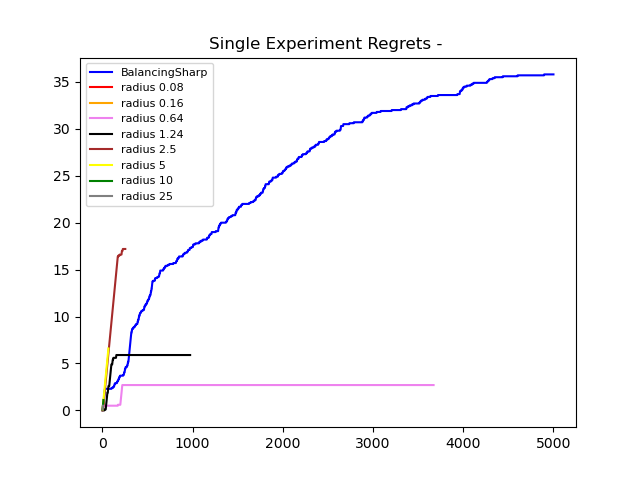 Single Experiment Regrets -
BalancingSharp
radius 0.08
radius 0.16
radius 0.64
radius 1.24
radius 2.5
radius 5
radius 10
radius 25
35
30
25
20
15
10
5
0
0 1000 2000 3000 4000 5000